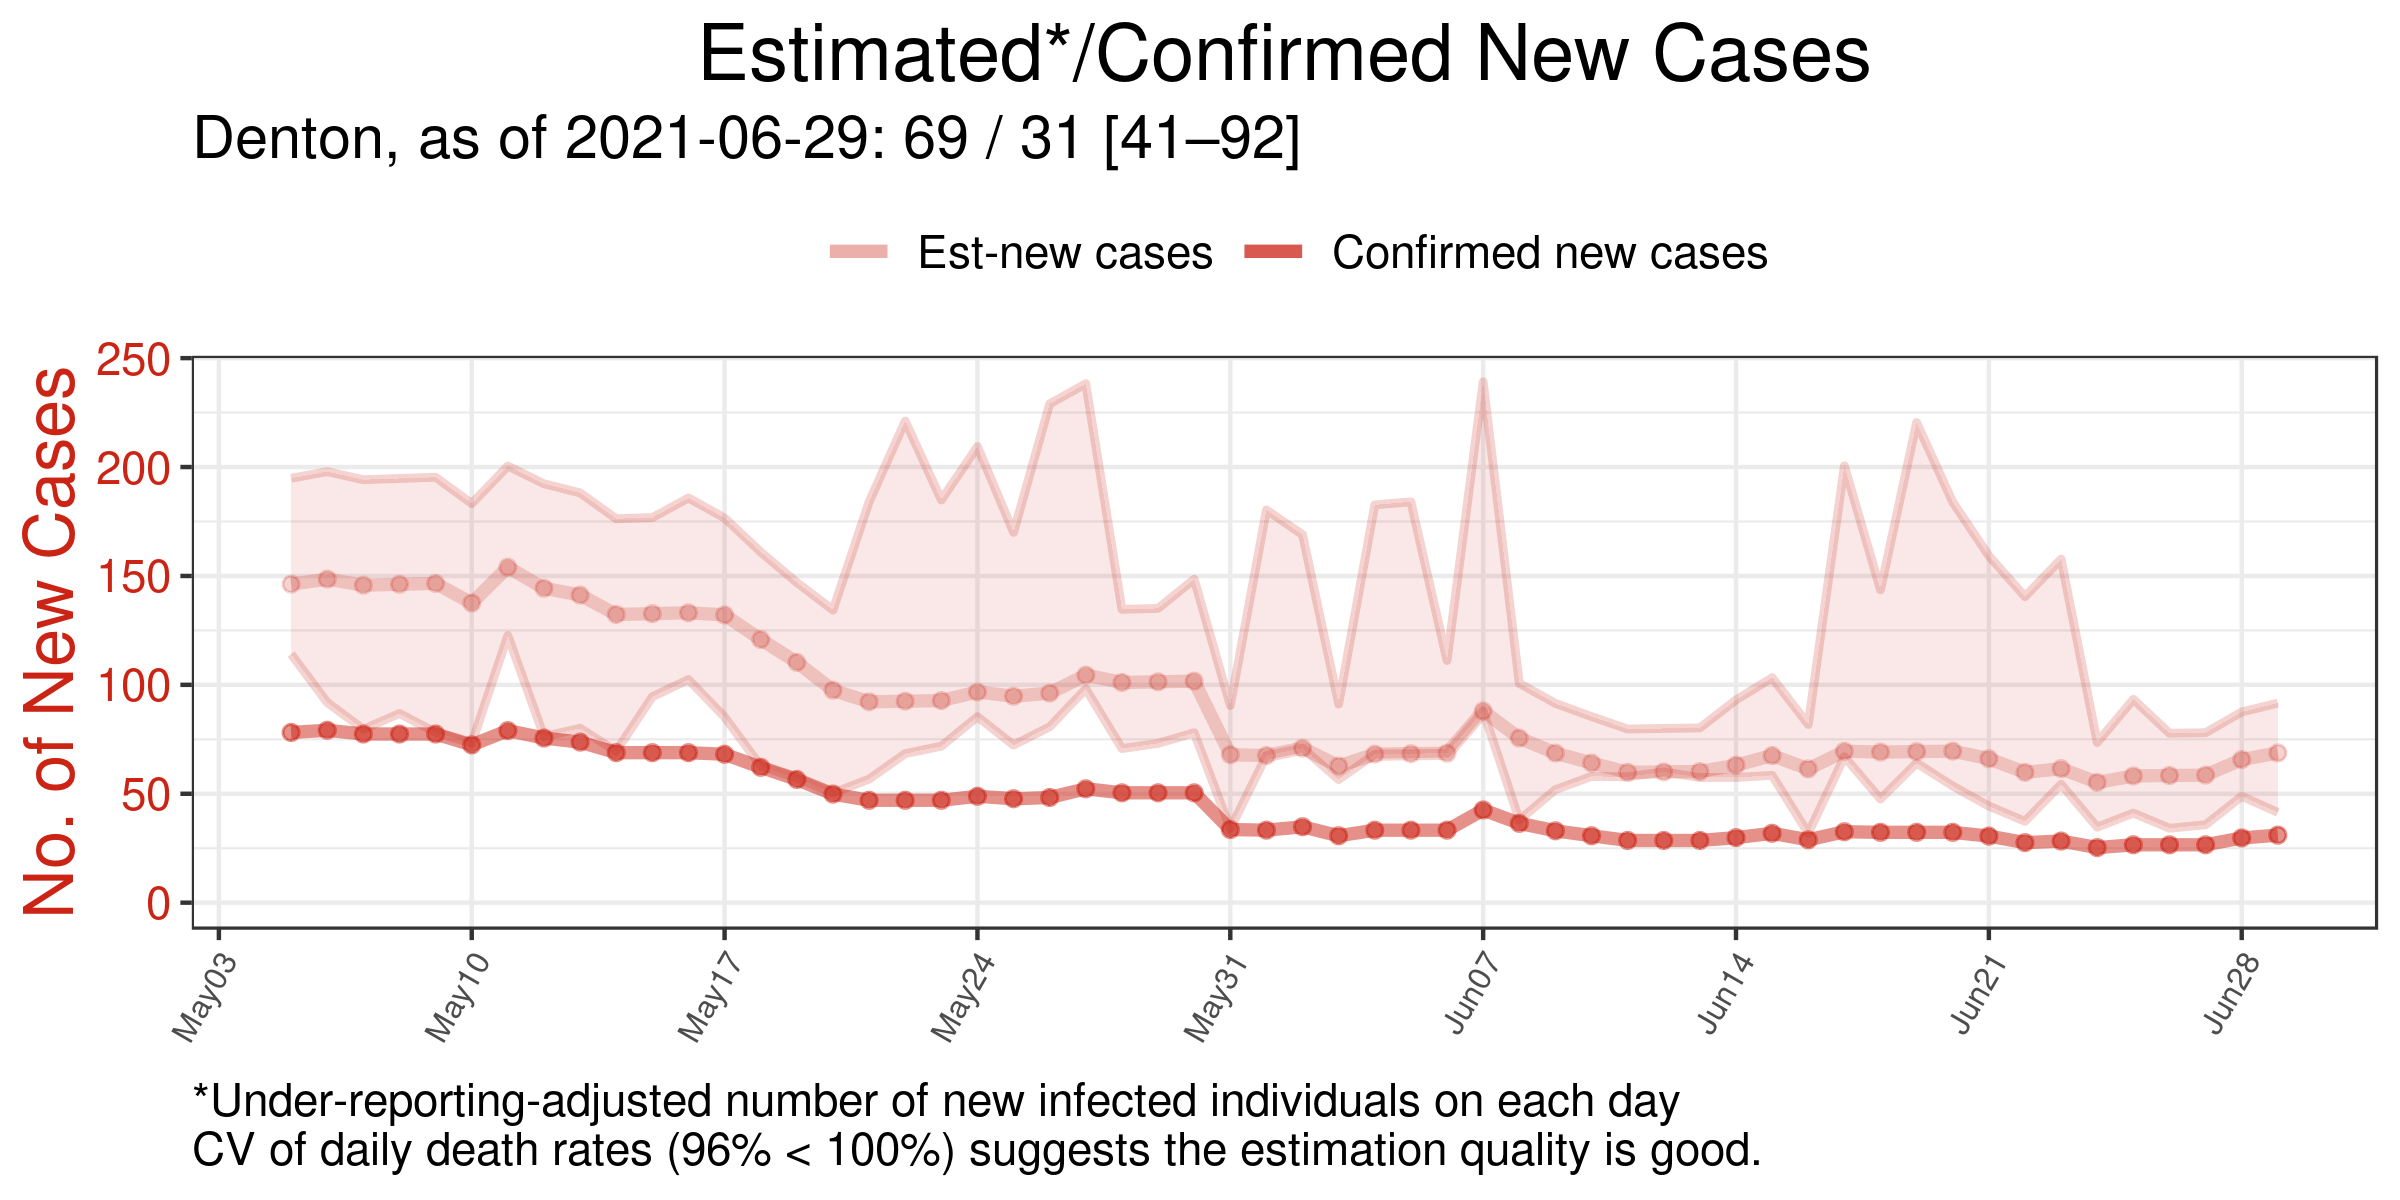 Estimated*/Confirmed New Cases
Denton, as of 2021-06-29: 69 / 31 [41–92]
Est-new cases Confirmed new cases
No. of New Cases
250
200
150
100
50
0
May03 May10 May17 May24 May31 Jun07 Jun14 Jun21 Jun28
*Under-reporting-adjusted number of new infected individuals on each day
CV of daily death rates (96% < 100%) suggests the estimation quality is good.